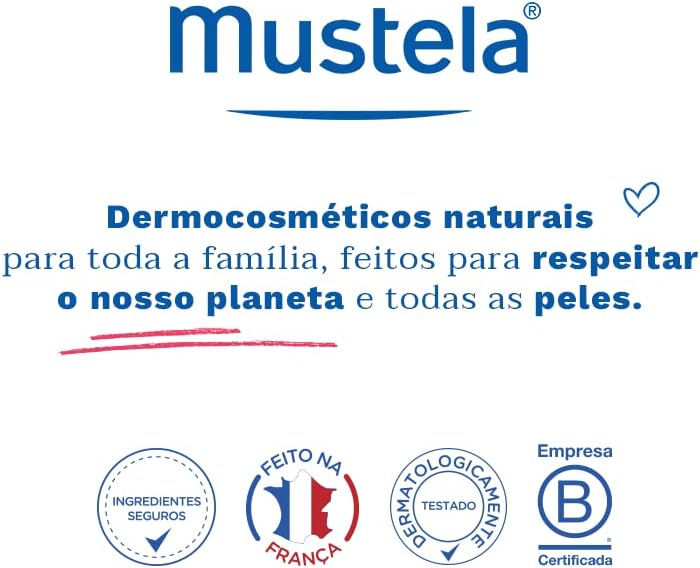 mustela®
Dermocosméticos naturais
para toda a família, feitos para respeitar
o nosso planeta e todas as peles.
INGREDIENTES
SEGUROS
FEITO NA
FRANÇA
DERMATOLOGICAMENTE
TESTADO
Empresa
B
Certificada